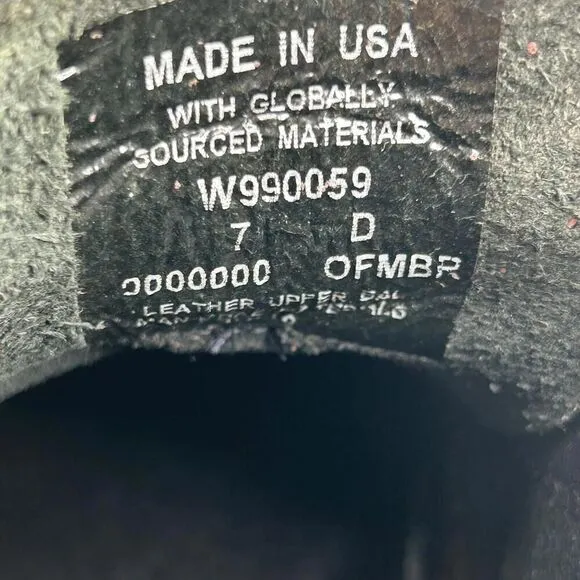 MADE IN USA
WITH GLOBALLY
SOURCED MATERIALS
W990059
7 D
0000000 OFMBR
LEATHER UPPER